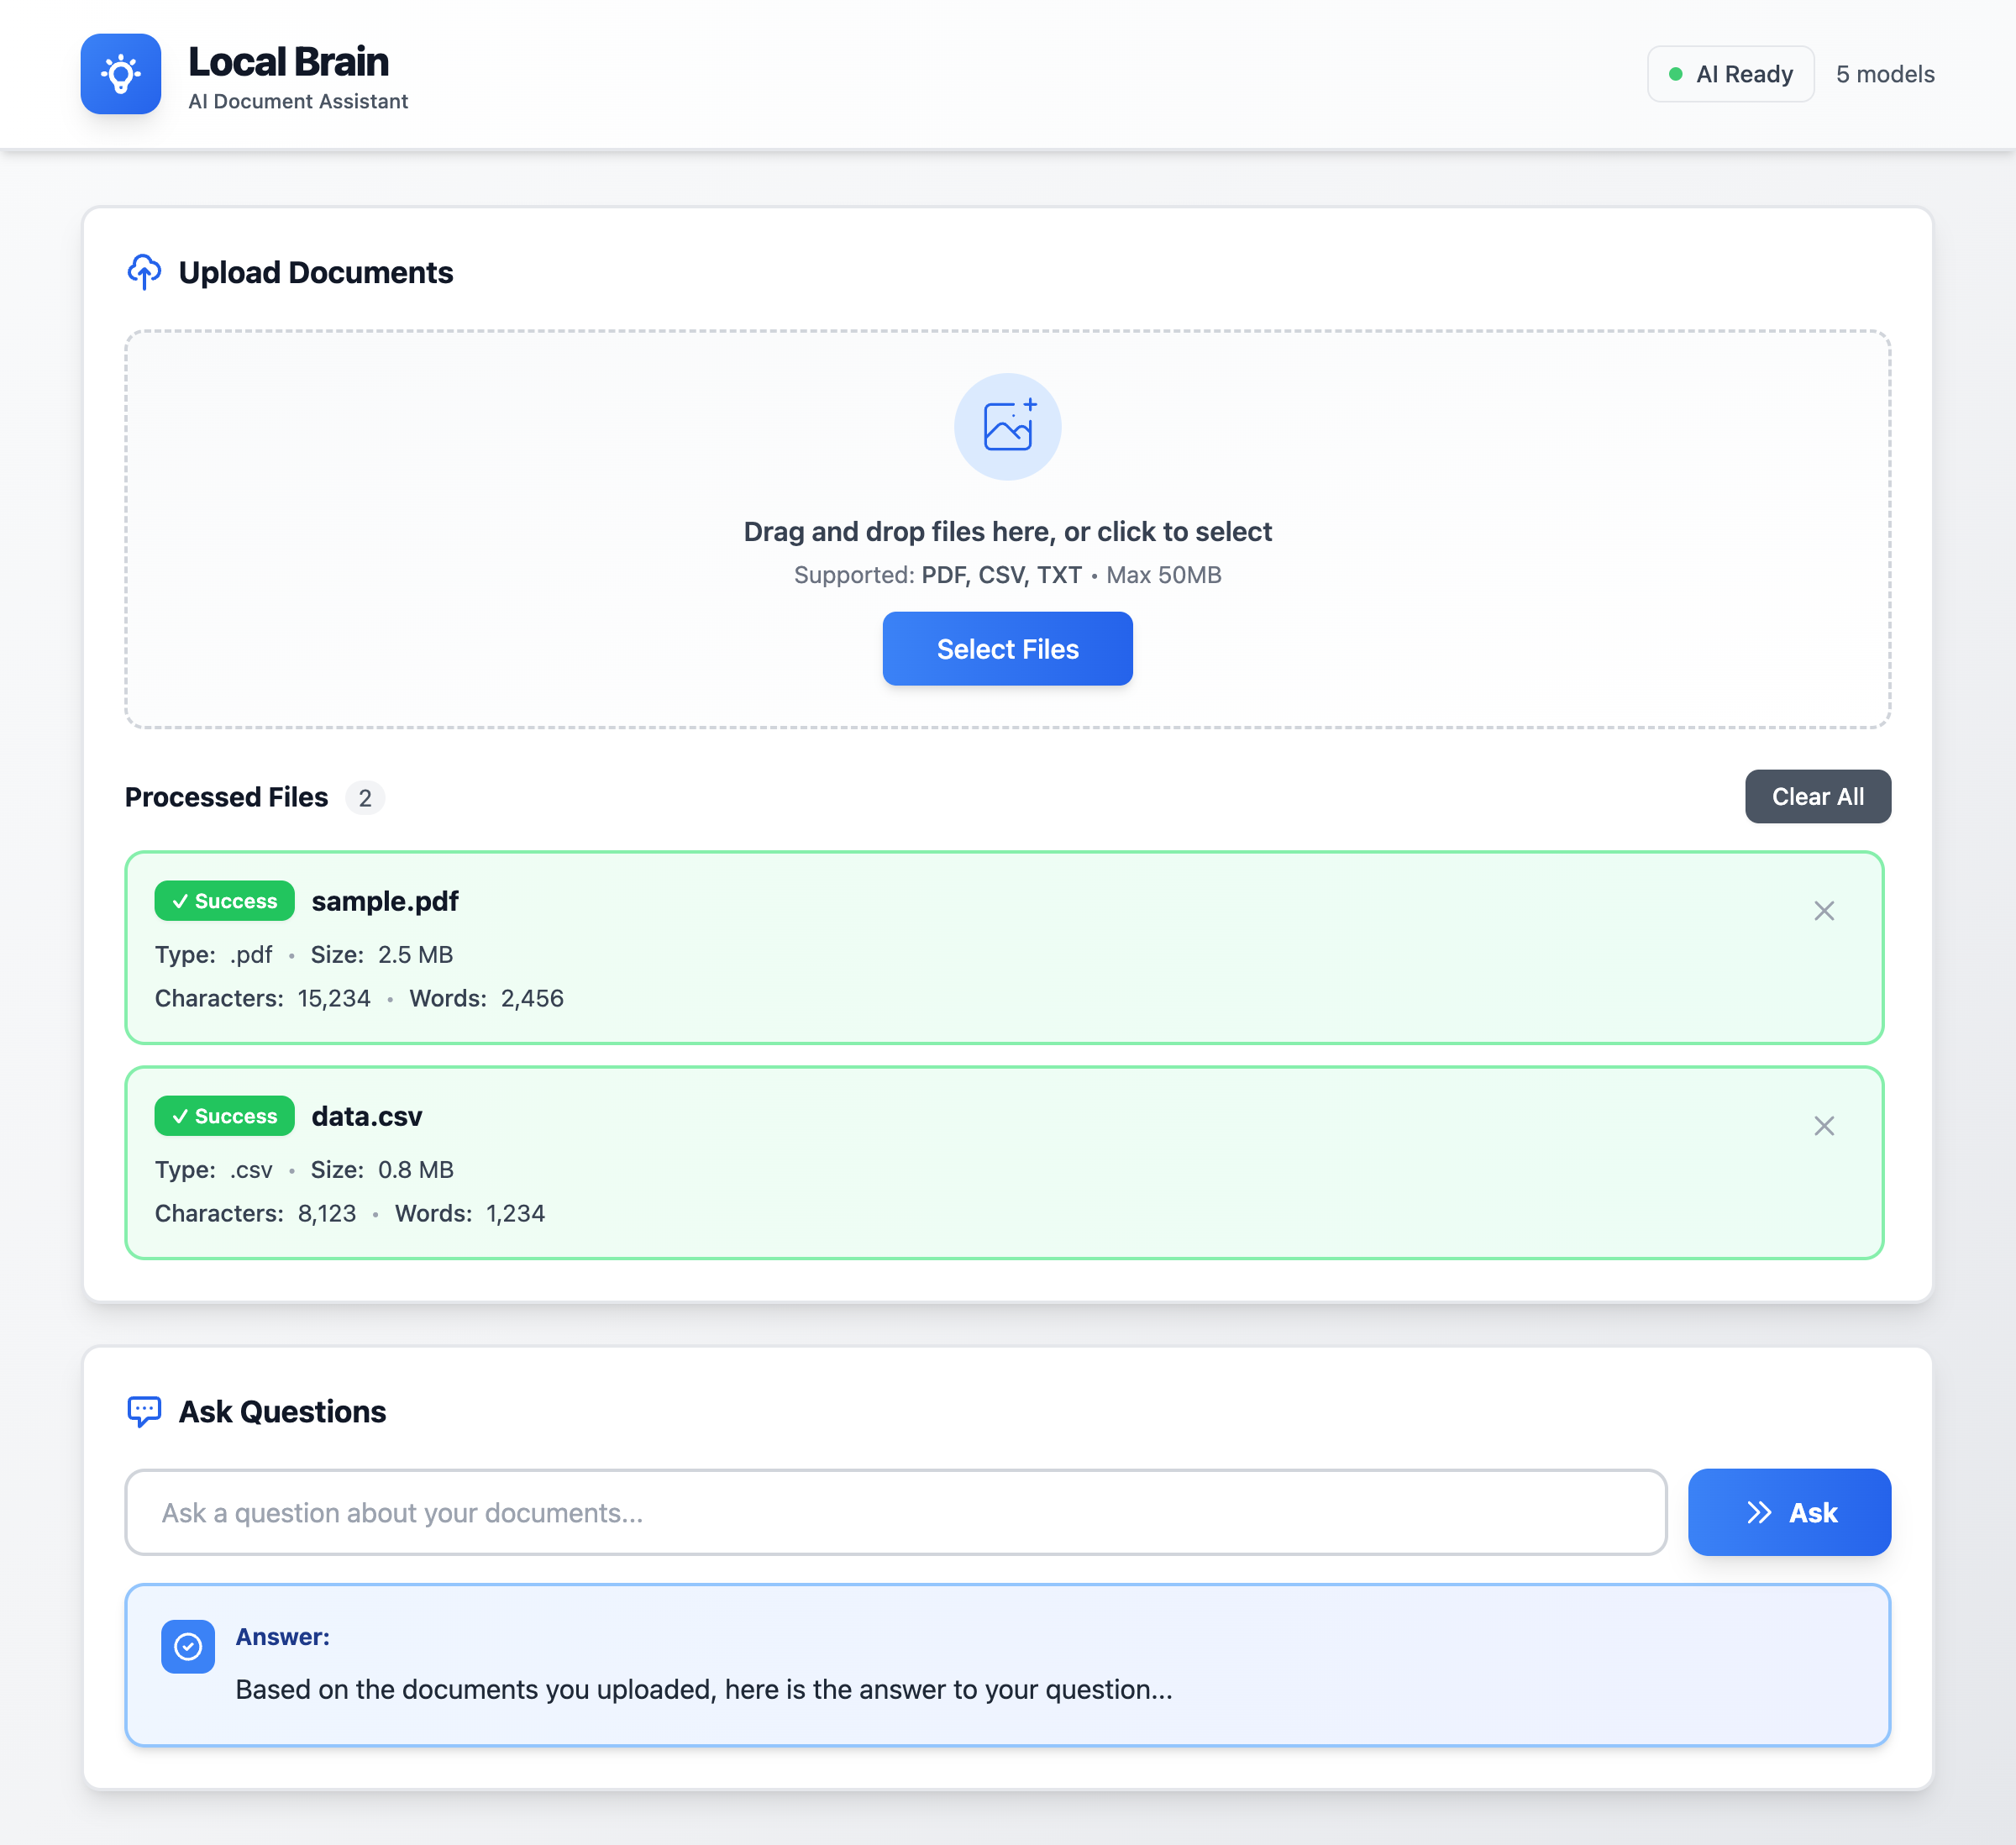 Local Brain
AI Document Assistant
AI Ready
5 models
Upload Documents
Drag and drop files here, or click to select
Supported: PDF, CSV, TXT • Max 50MB
Select Files
Processed Files 2
Clear All
✓ Success sample.pdf
Type: .pdf • Size: 2.5 MB
Characters: 15,234 • Words: 2,456
✓ Success data.csv
Type: .csv • Size: 0.8 MB
Characters: 8,123 • Words: 1,234
Ask Questions
Ask a question about your documents...
Ask
Answer:
Based on the documents you uploaded, here is the answer to your question...